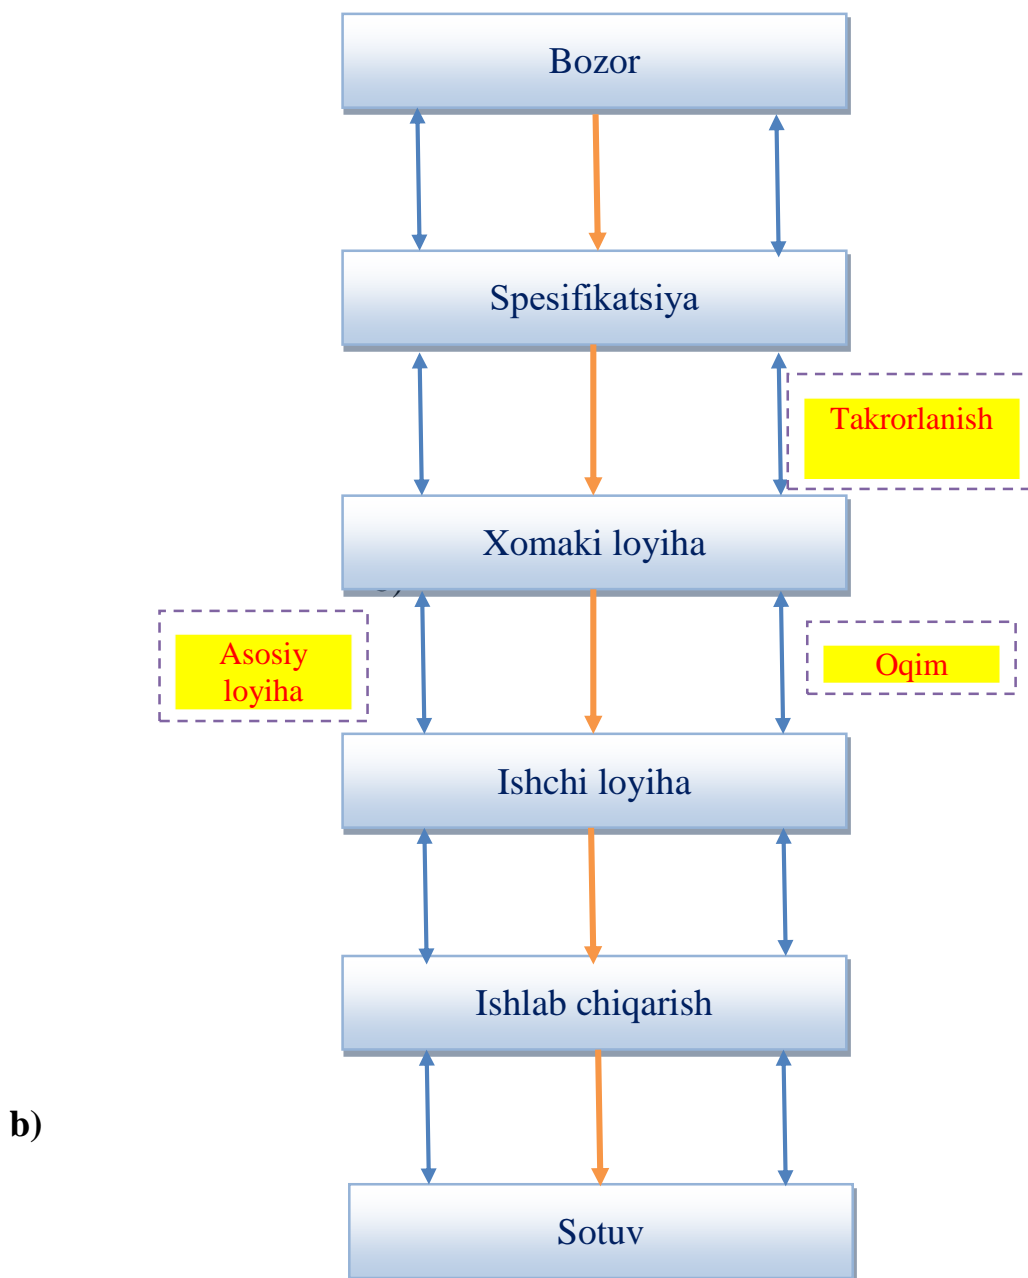 Bozor
Spesifikatsiya
Takrorlanish
Xomaki loyiha
Asosiy
loyiha
Oqim
Ishchi loyiha
Ishlab chiqarish
b)
Sotuv